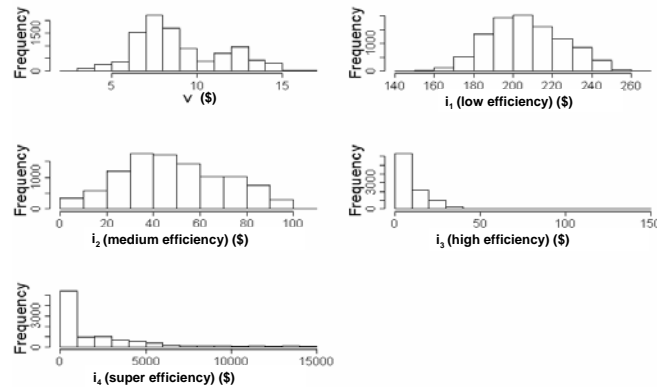 Frequency
0 1500
5 10 15
v ($)
Frequency
0 1000
140 160 180 200 220 240 260
i1 (low efficiency) ($)
Frequency
0 1000
0 20 40 60 80 100
i2 (medium efficiency) ($)
Frequency
0 3000
0 50 100 150
i3 (high efficiency) ($)
Frequency
0 3000
0 5000 10000 15000
i4 (super efficiency) ($)